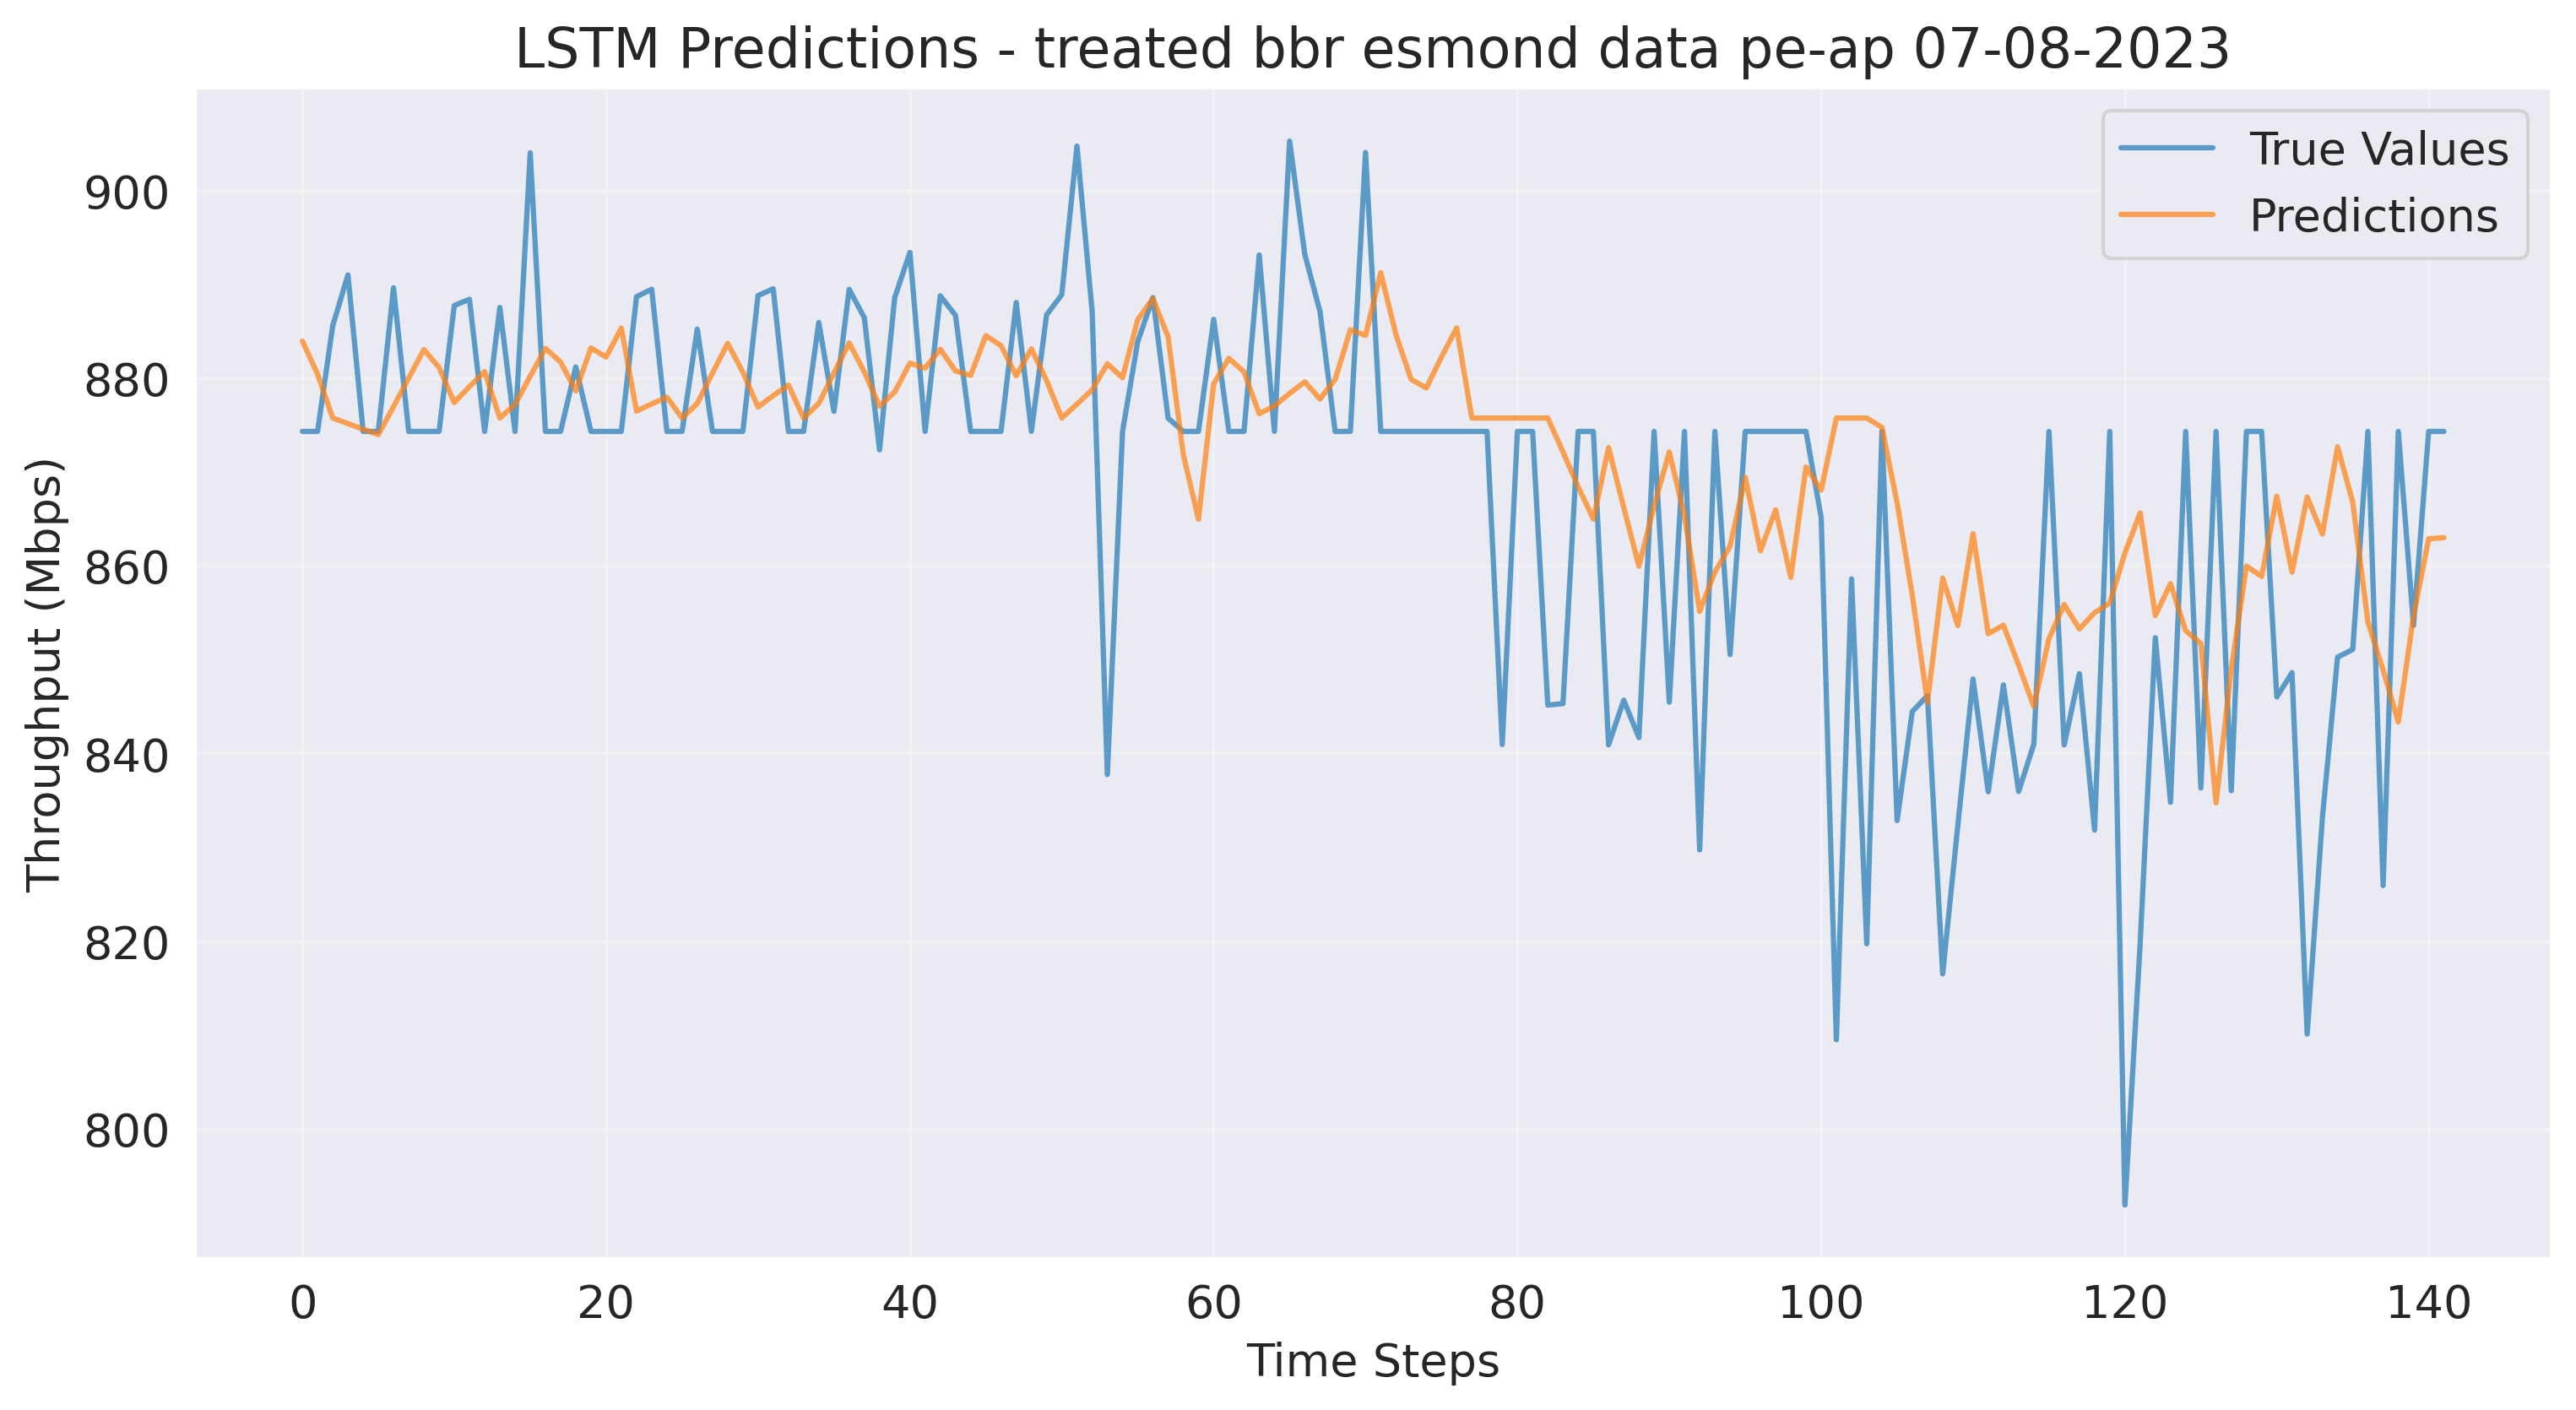 LSTM Predictions - treated bbr esmond data pe-ap 07-08-2023
True Values
Predictions
Throughput (Mbps)
900
880
860
840
820
800
0 20 40 60 80 100 120 140
Time Steps